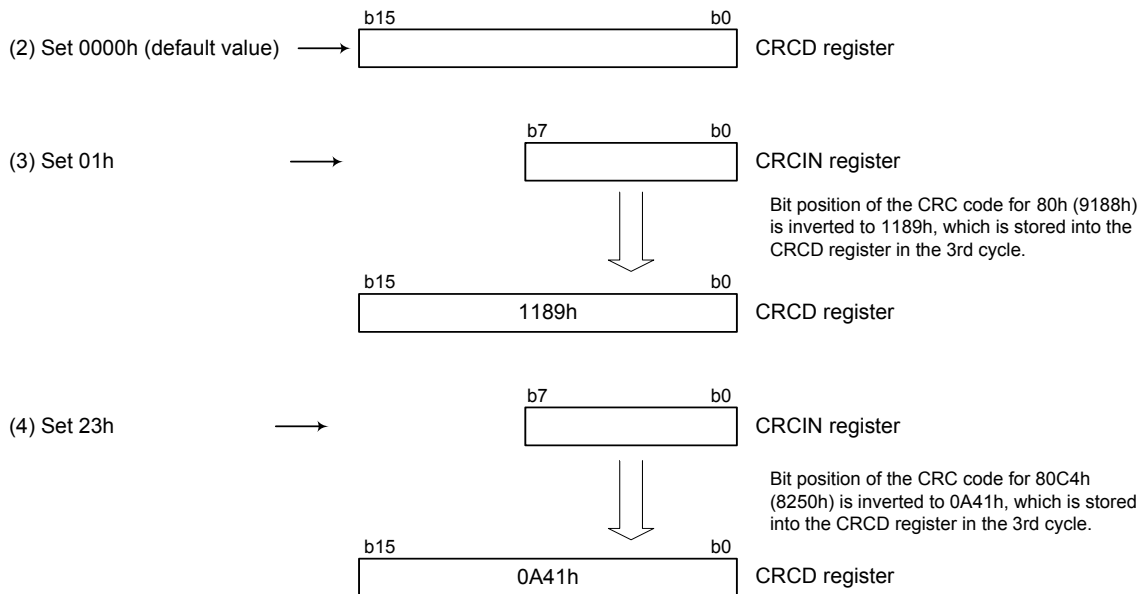 b15 b0
(2) Set 0000h (default value) CRCD register
b7 b0
(3) Set 01h CRCIN register
Bit position of the CRC code for 80h (9188h)
is inverted to 1189h, which is stored into the
CRCD register in the 3rd cycle.
b15 b0
1189h CRCD register
b7 b0
(4) Set 23h CRCIN register
Bit position of the CRC code for 80C4h
(8250h) is inverted to 0A41h, which is stored
into the CRCD register in the 3rd cycle.
b15 b0
0A41h CRCD register